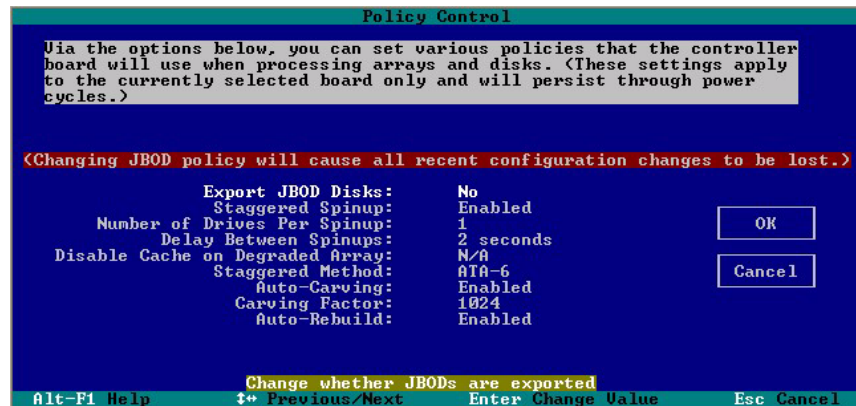 Policy Control
Via the options below, you can set various policies that the controller
board will use when processing arrays and disks. (These settings apply
to the currently selected board only and will persist through power
cycles.)
(Changing JBOD policy will cause all recent configuration changes to be lost.)
Export JBOD Disks: No
Staggered Spinup: Enabled
Number of Drives Per Spinup: 1
OK
Delay Between Spinups: 2 seconds
Disable Cache on Degraded Array: N/A
Staggered Method: ATA-6
Cancel
Auto-Carving: Enabled
Carving Factor: 1024
Auto-Rebuild: Enabled
Change whether JBODs are exported
Alt-F1 Help ↕↔ Previous/Next Enter Change Value Esc Cancel